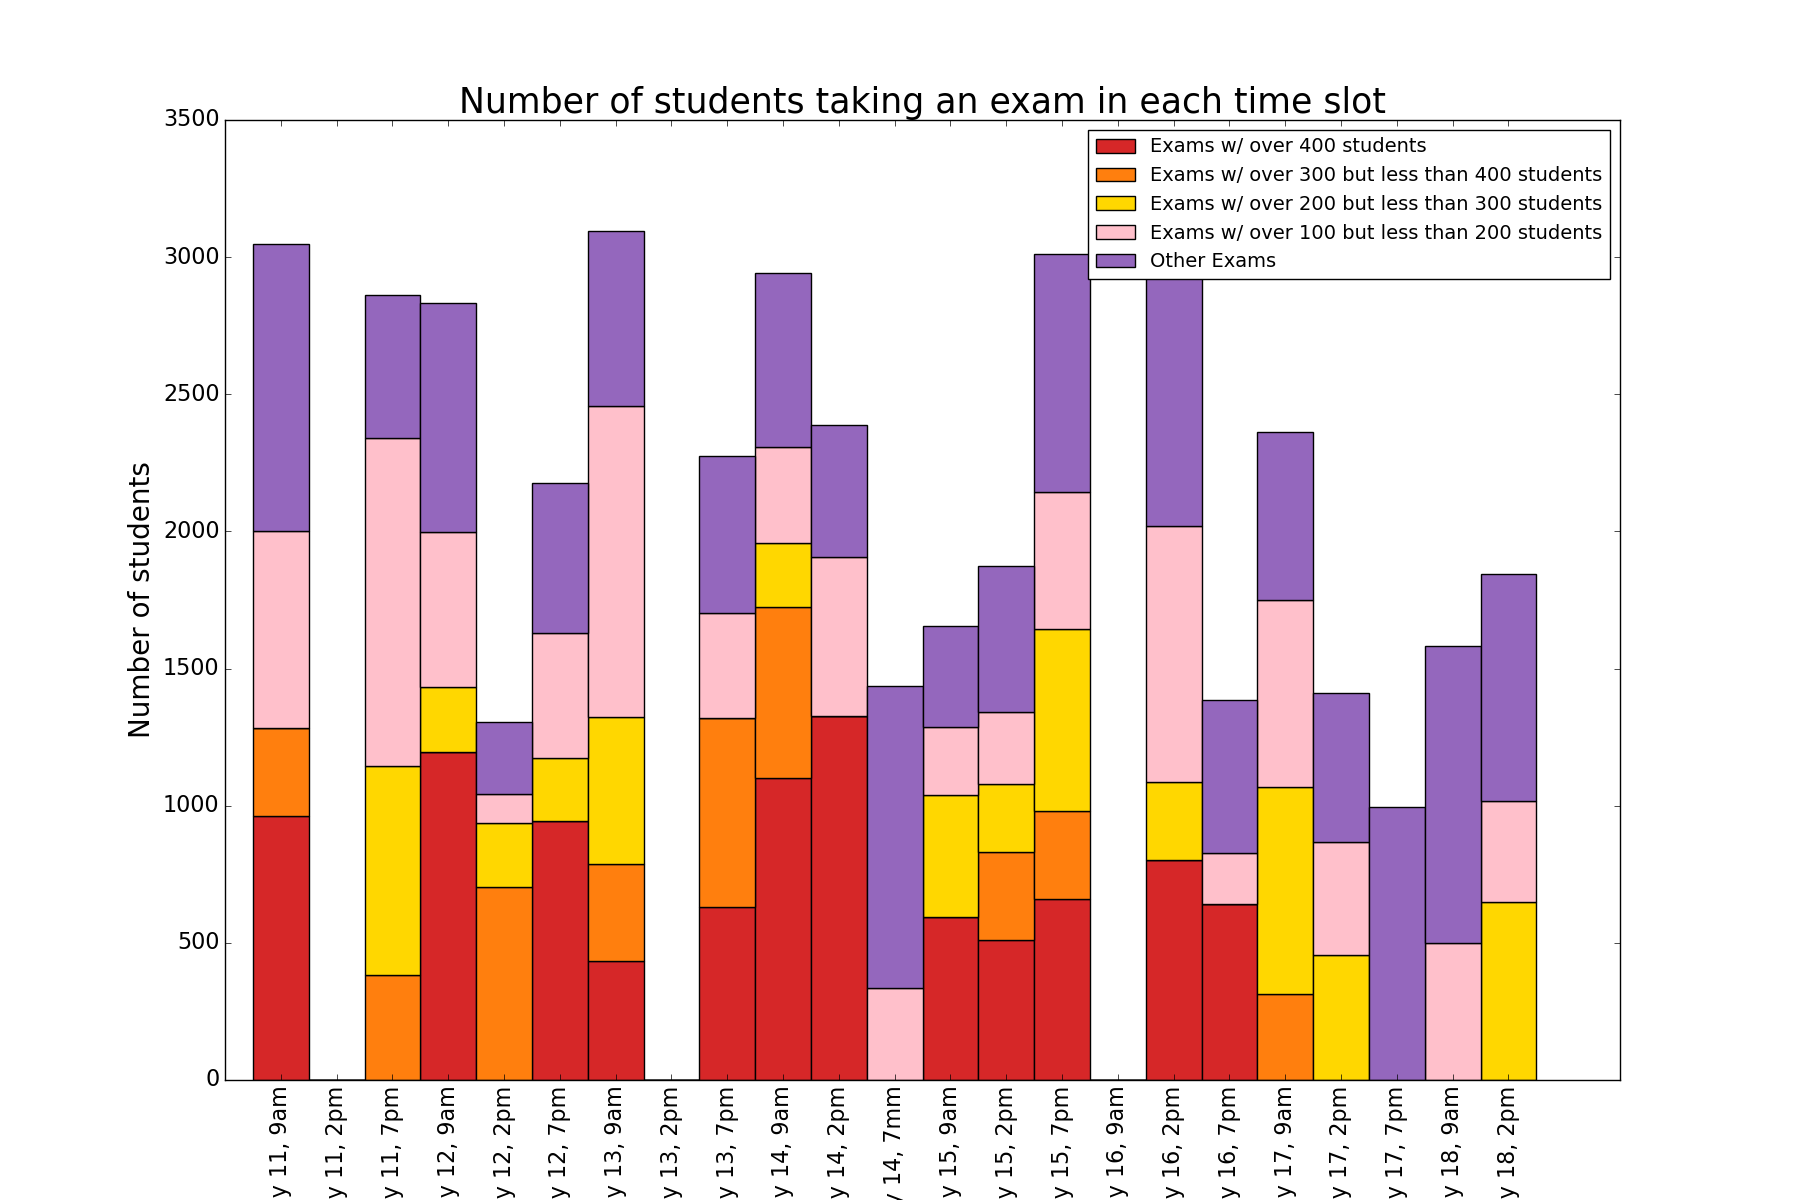 Number of students taking an exam in each time slot
Exams w/ over 400 students
Exams w/ over 300 but less than 400 students
Exams w/ over 200 but less than 300 students
Exams w/ over 100 but less than 200 students
Other Exams
Number of students
3500
3000
2500
2000
1500
1000
500
0
y 11, 9am
y 11, 2pm
y 11, 7pm
y 12, 9am
y 12, 2pm
y 12, 7pm
y 13, 9am
y 13, 2pm
y 13, 7pm
y 14, 9am
y 14, 2pm
y 14, 7mm
y 15, 9am
y 15, 2pm
y 15, 7pm
y 16, 9am
y 16, 2pm
y 16, 7pm
y 17, 9am
y 17, 2pm
y 17, 7pm
y 18, 9am
y 18, 2pm